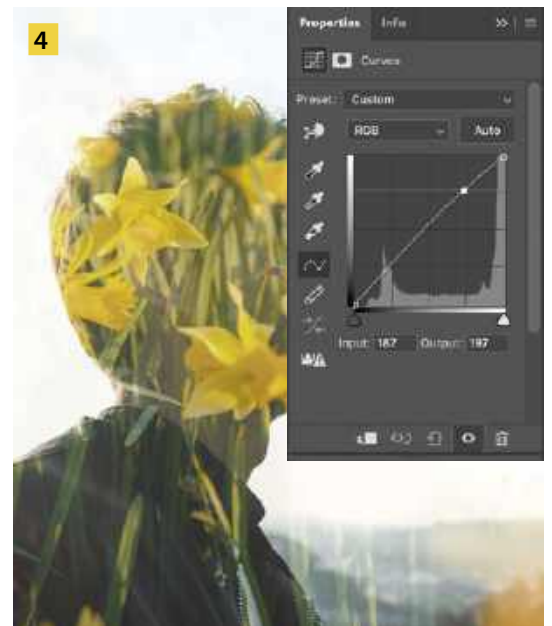 4
Properties Info
Curves
Preset: Custom
RGB Auto
Input: 187 Output: 197